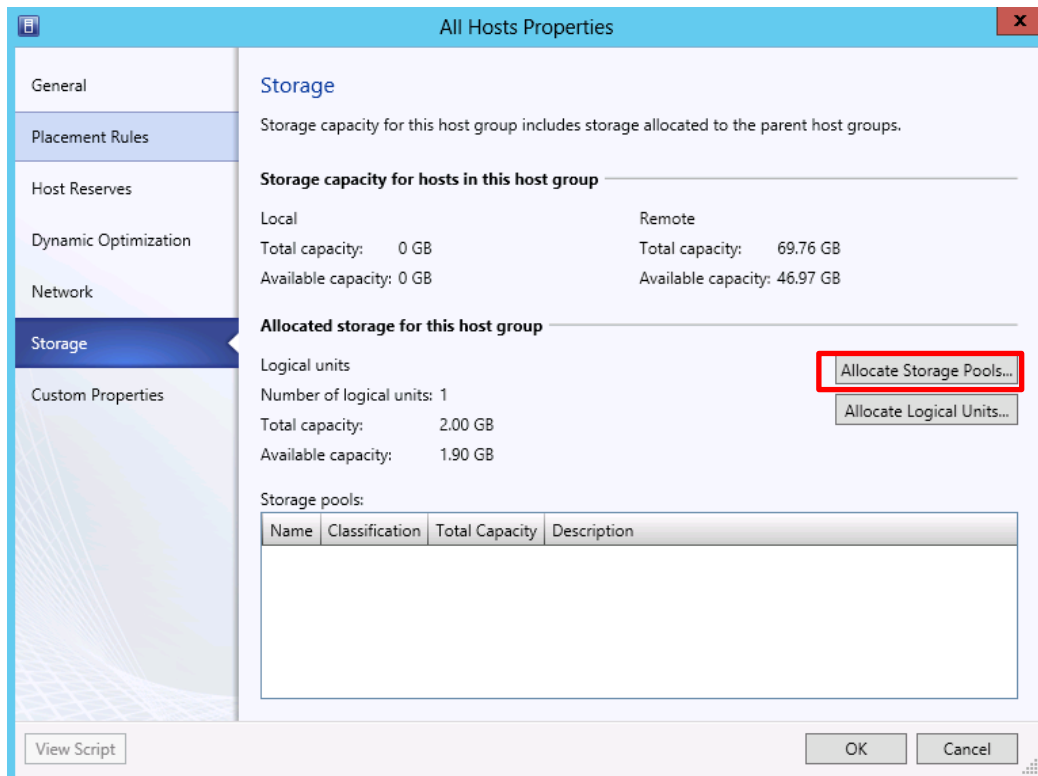 All Hosts Properties
x
General
Placement Rules
Host Reserves
Dynamic Optimization
Network
Storage
Custom Properties
Storage
Storage capacity for this host group includes storage allocated to the parent host groups.
Storage capacity for hosts in this host group
Local
Total capacity: 0 GB
Available capacity: 0 GB
Remote
Total capacity: 69.76 GB
Available capacity: 46.97 GB
Allocated storage for this host group
Logical units
Number of logical units: 1
Total capacity: 2.00 GB
Available capacity: 1.90 GB
Allocate Storage Pools...
Allocate Logical Units...
Storage pools:
Name Classification Total Capacity Description
View Script OK Cancel